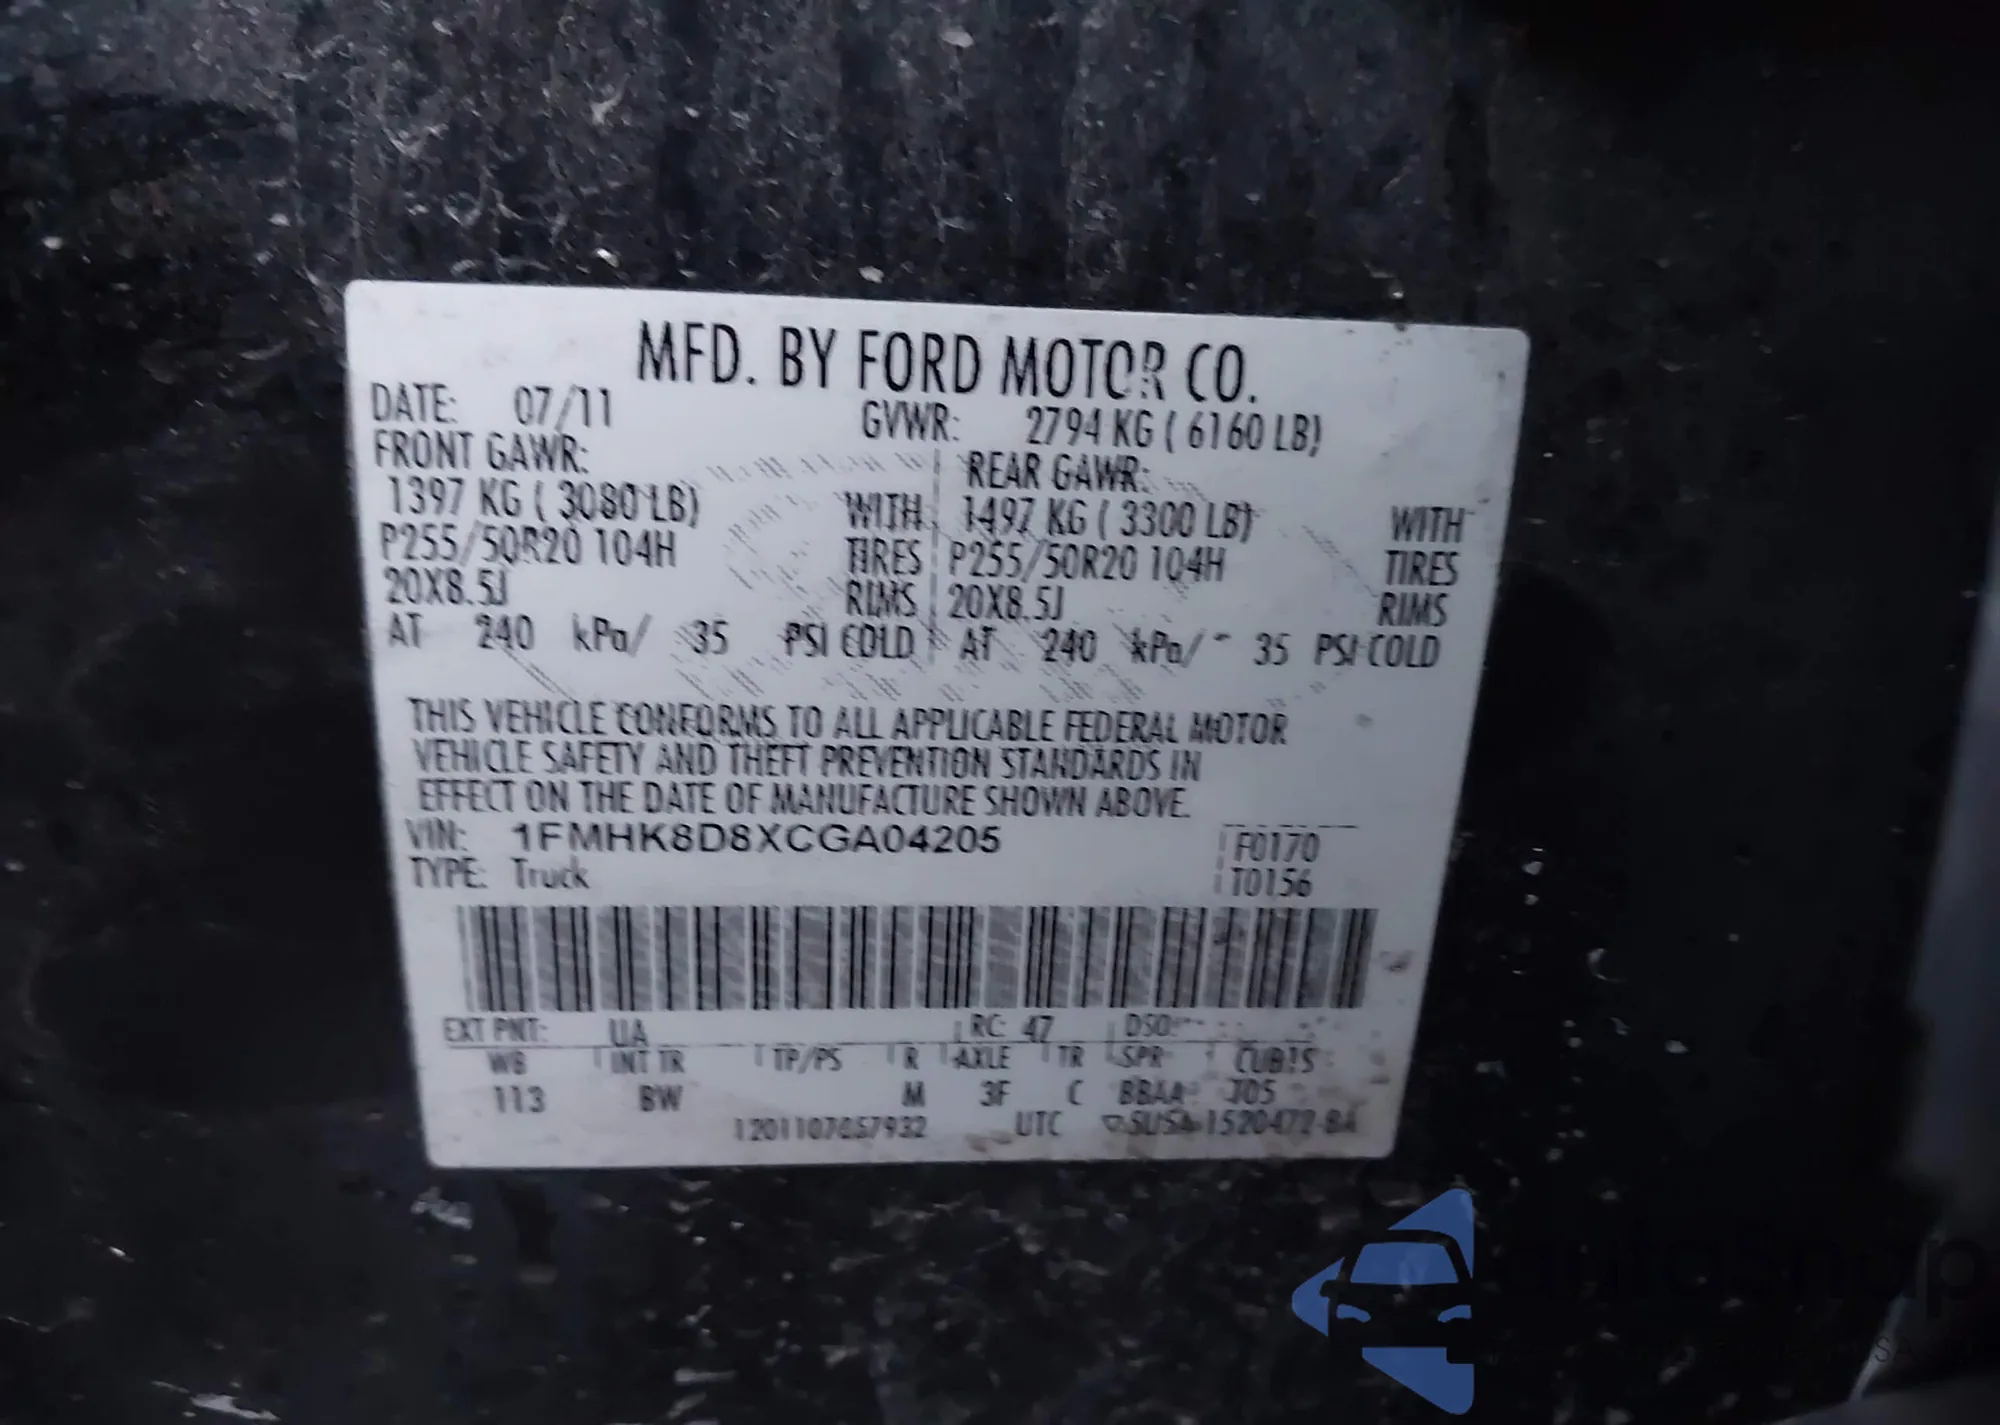 MFD. BY FORD MOTOR CO.
DATE: 07/11 GVWR: 2794 KG ( 6160 LB)
FRONT GAWR: REAR GAWR:
1397 KG ( 3080 LB) WITH 1497 KG ( 3300 LB) WITH
P255/50R20 104H TIRES P255/50R20 104H TIRES
20X8.5J RIMS 20X8.5J RIMS
AT 240 kPa/ 35 PSI COLD AT 240 kPa/ 35 PSI COLD
THIS VEHICLE CONFORMS TO ALL APPLICABLE FEDERAL MOTOR
VEHICLE SAFETY AND THEFT PREVENTION STANDARDS IN
EFFECT ON THE DATE OF MANUFACTURE SHOWN ABOVE.
VIN: 1FMHK8D8XCGA04205 F0170
TYPE: Truck T0156
EXT PNT: UA RC: 47 DSO:
WB INT TR TP/PS R AXLE TR SPR
113 BW M 3F C BBAA J05
UTC